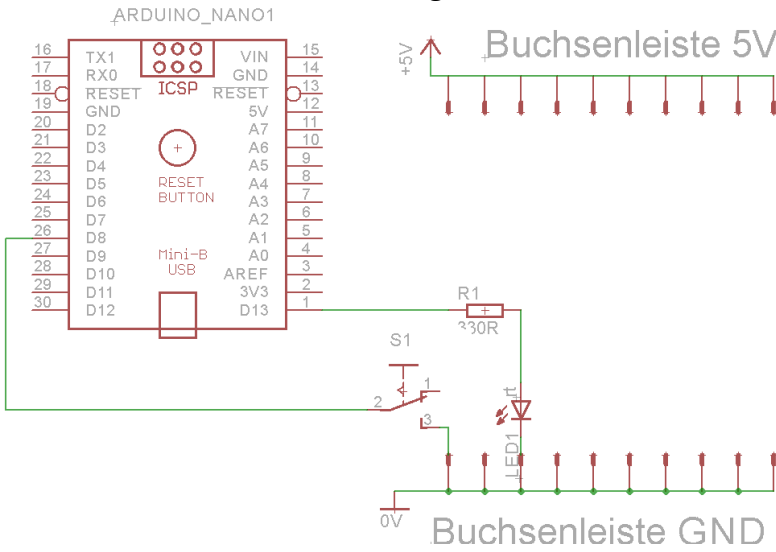 ARDUINO_NANO1
16 TX1 VIN 15
17 RX0 GND 14
18 RESET ICSP RESET 13
19 GND 5V 12
20 D2 A7 11
21 D3 A6 10
22 D4 A5 9
23 D5 RESET A4 8
24 D6 BUTTON A3 7
25 D7 A2 6
26 D8 A1 5
27 D9 Mini-B A0 4
28 D10 USB AREF 3
29 D11 3V3 2
30 D12 D13 1
+5V
Buchsenleiste 5V
R1
330R
S1
1
2
3
LED1
rt
0V
Buchsenleiste GND